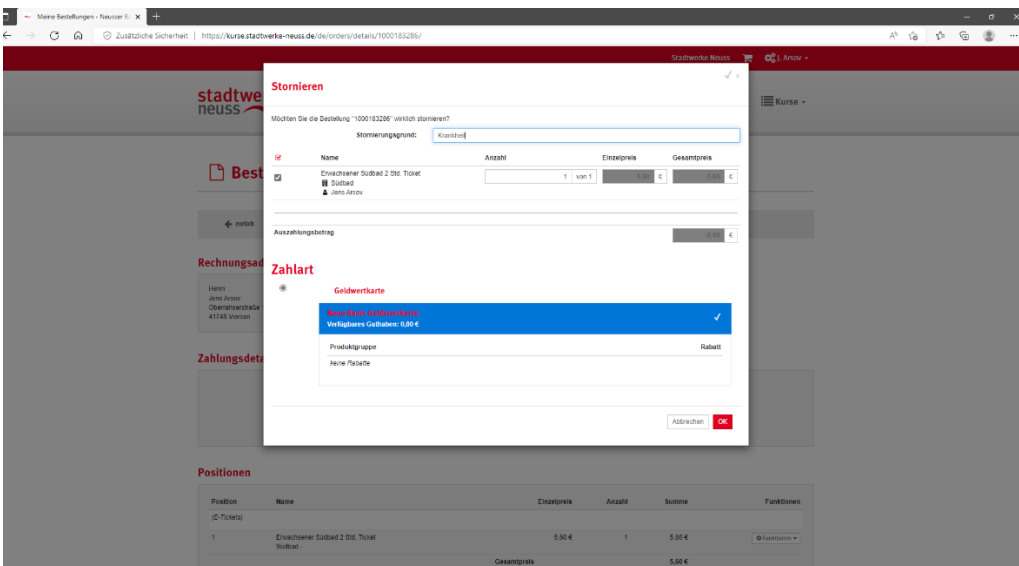 Meine Bestellungen - Neusser B
Zusätzliche Sicherheit | https://kurse.stadtwerke-neuss.de/de/orders/details/1000183286/
Stadtwerke Neuss J. Arsov
Stornieren
stadtwe
neuss
Kurse
Möchten Sie die Bestellung "1000183286" wirklich stornieren?
Stornierungsgrund: Krankheit
Name Anzahl Einzelpreis Gesamtpreis
Best
Erwachsener Südbad 2 Std. Ticket
Südbad
Jens Arsov
1 von 1 € €
zurück
Auszahlungsbetrag €
Rechnungsad
Zahlart
Herrn
Jens Arsov
41748 Viersen
Geldwertkarte
Neue Basic Geldwertkarte
Verfügbares Guthaben: 0,00 €
Produktgruppe Rabatt
keine Rabatte
Zahlungsdeta
Abbrechen OK
Positionen
Position Name Einzelpreis Anzahl Summe Funktionen
(E-Tickets)
1 Erwachsener Südbad 2 Std. Ticket 5,60 € 1 5,60 € Funktionen
Südbad -
Gesamtpreis 5,60 €